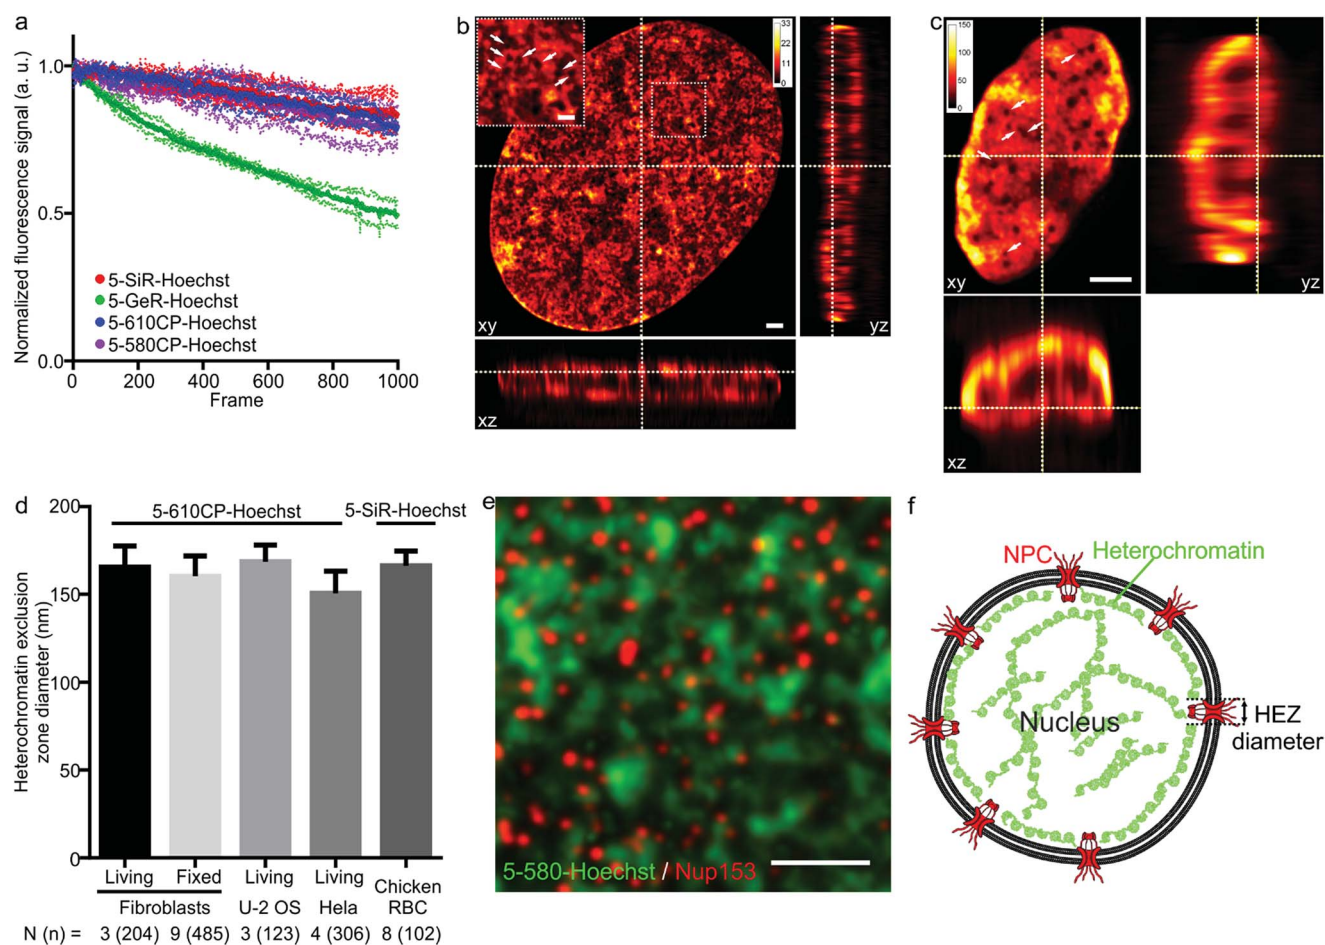 a
Normalized fluorescence signal (a. u.)
1.0
0.5
0.0
0
200
400
600
800
1000
Frame
5-SiR-Hoechst
5-GeR-Hoechst
5-610CP-Hoechst
5-580CP-Hoechst
b
33
22
11
0
xy
yz
xz
c
150
100
50
0
xy
yz
xz
d
Heterochromatin exclusion
zone diameter (nm)
200
150
100
50
0
5-610CP-Hoechst
5-SiR-Hoechst
Living Fixed Living Living Chicken
Fibroblasts U-2 OS Hela RBC
N (n) = 3 (204) 9 (485) 3 (123) 4 (306) 8 (102)
e
5-580-Hoechst / Nup153
f
NPC
Heterochromatin
Nucleus
HEZ
diameter